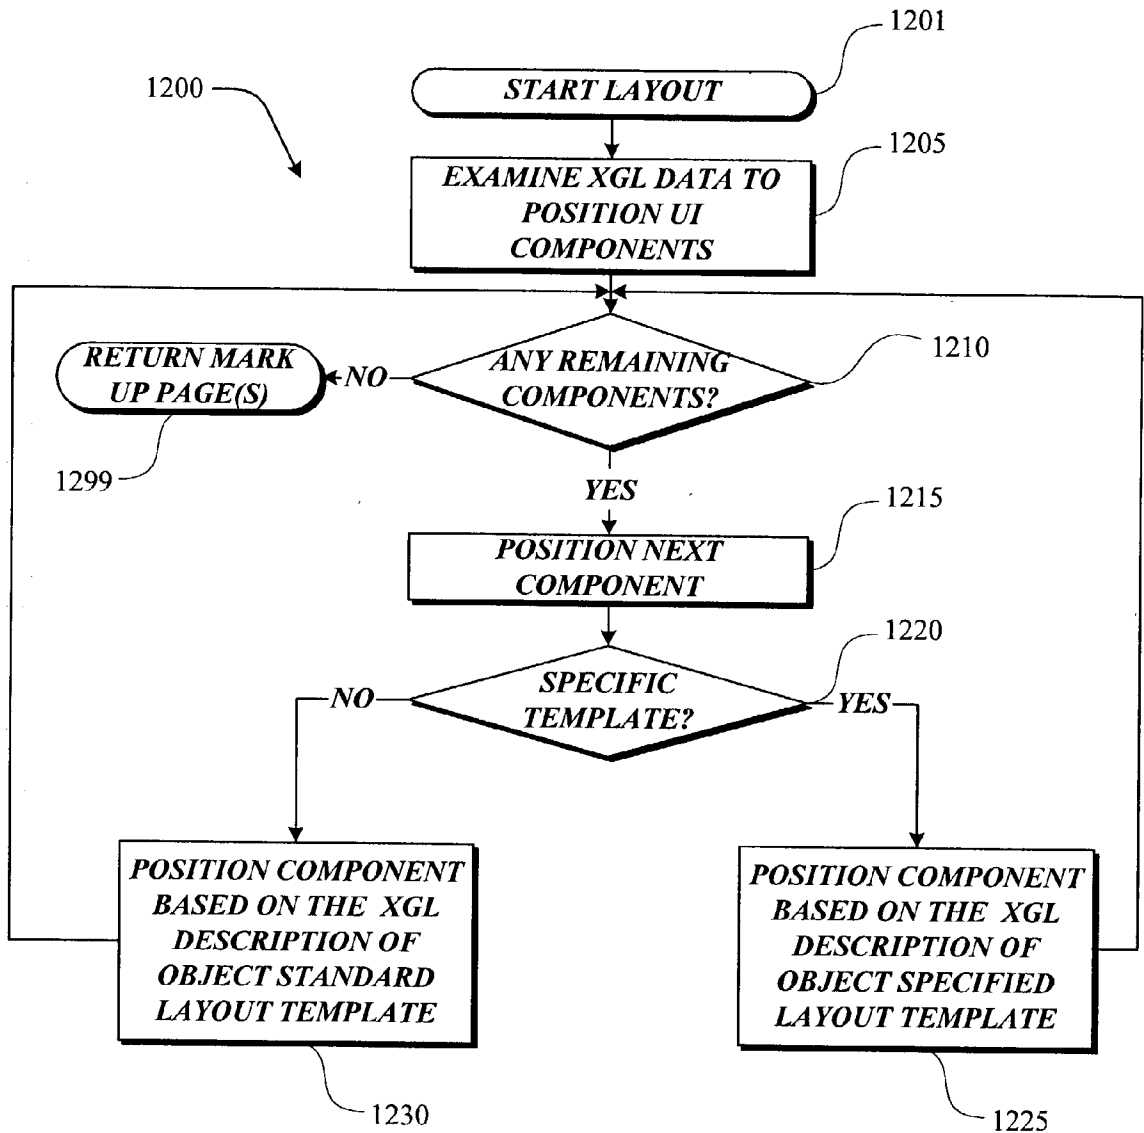 1201
1200
START LAYOUT
1205
EXAMINE XGL DATA TO
POSITION UI
COMPONENTS
RETURN MARK
UP PAGE(S)
NO
ANY REMAINING
COMPONENTS?
1210
1299
YES
1215
POSITION NEXT
COMPONENT
1220
SPECIFIC
TEMPLATE?
NO
YES
POSITION COMPONENT
BASED ON THE XGL
DESCRIPTION OF
OBJECT STANDARD
LAYOUT TEMPLATE
POSITION COMPONENT
BASED ON THE XGL
DESCRIPTION OF
OBJECT SPECIFIED
LAYOUT TEMPLATE
1230
1225